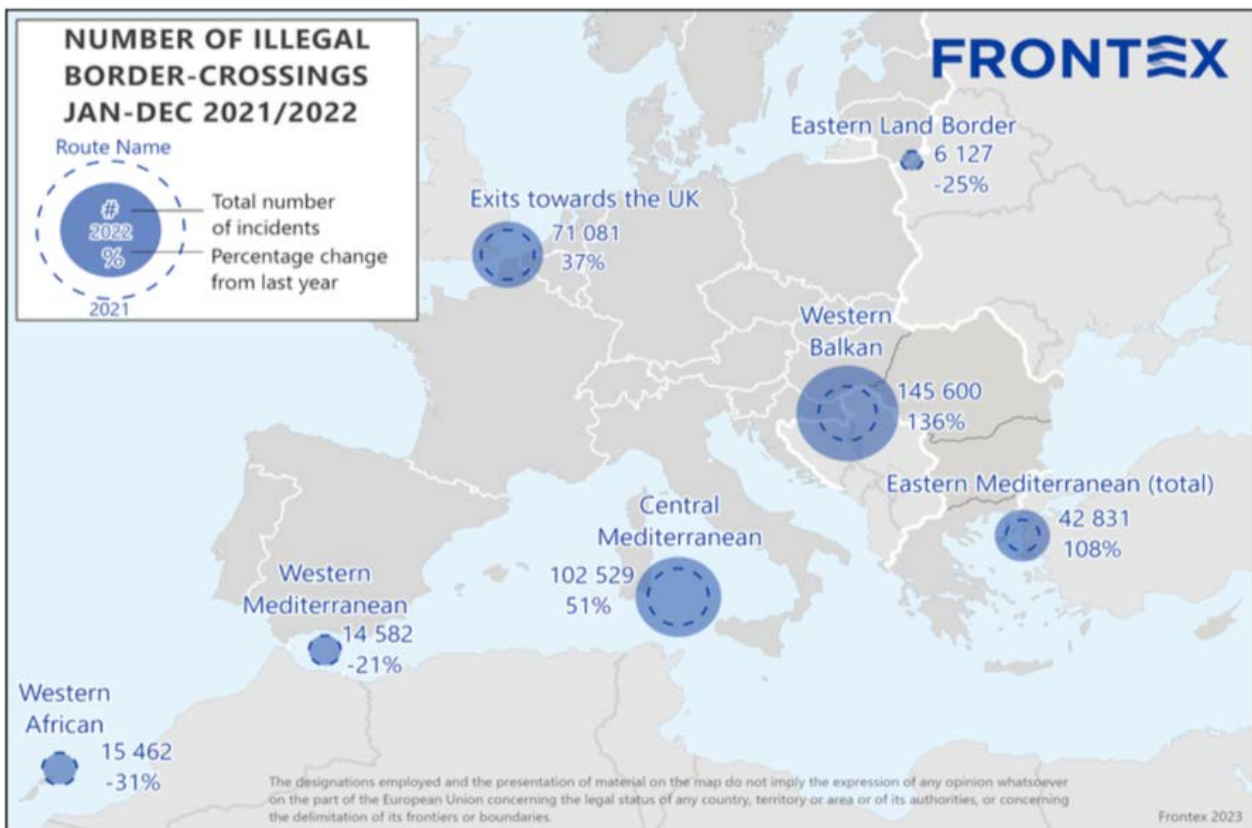 NUMBER OF ILLEGAL
BORDER-CROSSINGS
JAN-DEC 2021/2022
Route Name
#
2022
%
Total number
of incidents
Percentage change
from last year
2021
FRONTEX
Eastern Land Border
6 127
-25%
Exits towards the UK
71 081
37%
Western
Balkan
145 600
136%
Eastern Mediterranean (total)
42 831
108%
Central
Mediterranean
102 529
51%
Western
Mediterranean
14 582
-21%
Western
African
15 462
-31%
The designations employed and the presentation of material on the map do not imply the expression of any opinion whatsoever
on the part of the European Union concerning the legal status of any country, territory or area or of its authorities, or concerning
the delimitation of its frontiers or boundaries.
Frontex 2023